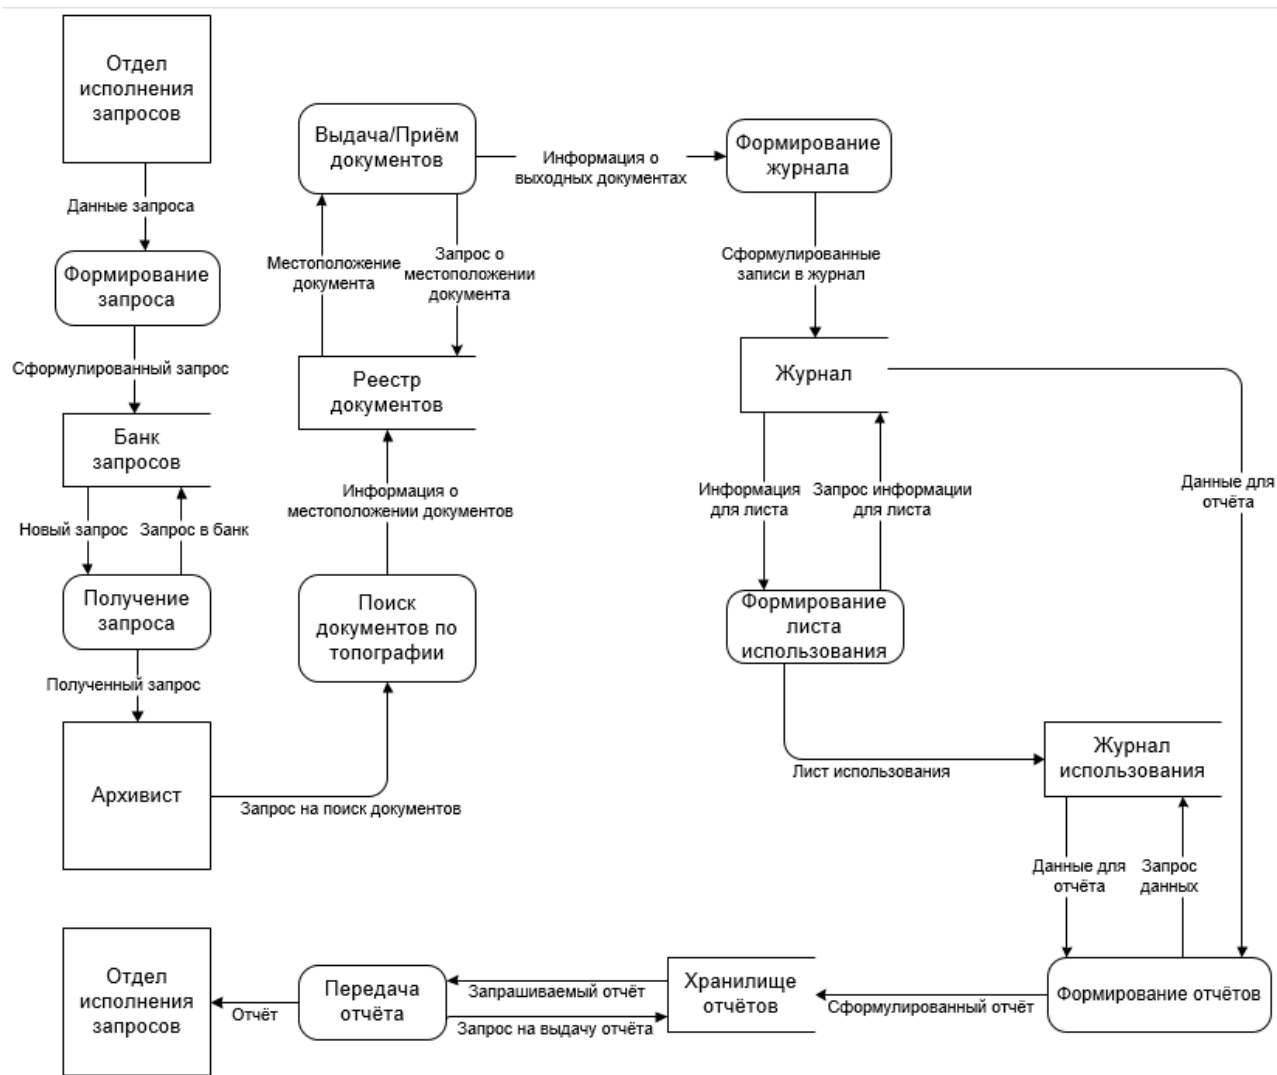 Отдел
исполнения
запросов
Данные запроса
Формирование
запроса
Сформулированный запрос
Банк
запросов
Новый запрос
Запрос в банк
Получение
запроса
Полученный запрос
Архивист
Запрос на поиск документов
Поиск
документов по
топографии
Информация о
местоположении документов
Реестр
документов
Местоположение
документа
Запрос о
местоположении
документа
Выдача/Приём
документов
Информация о
выходных документах
Формирование
журнала
Сформулированные
записи в журнал
Журнал
Информация
для листа
Запрос информации
для листа
Данные для
отчёта
Формирование
листа
использования
Лист использования
Журнал
использования
Данные для
отчёта
Запрос
данных
Формирование отчётов
Сформулированный отчёт
Хранилище
отчётов
Запрашиваемый отчёт
Запрос на выдачу отчёта
Передача
отчёта
Отчёт
Отдел
исполнения
запросов